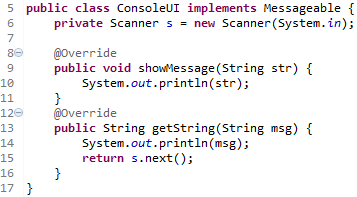 5 public class ConsoleUI implements Messageable {
6     private Scanner s = new Scanner(System.in);
7
8     @Override
9     public void showMessage(String str) {
10         System.out.println(str);
11     }
12     @Override
13     public String getString(String msg) {
14         System.out.println(msg);
15         return s.next();
16     }
17 }